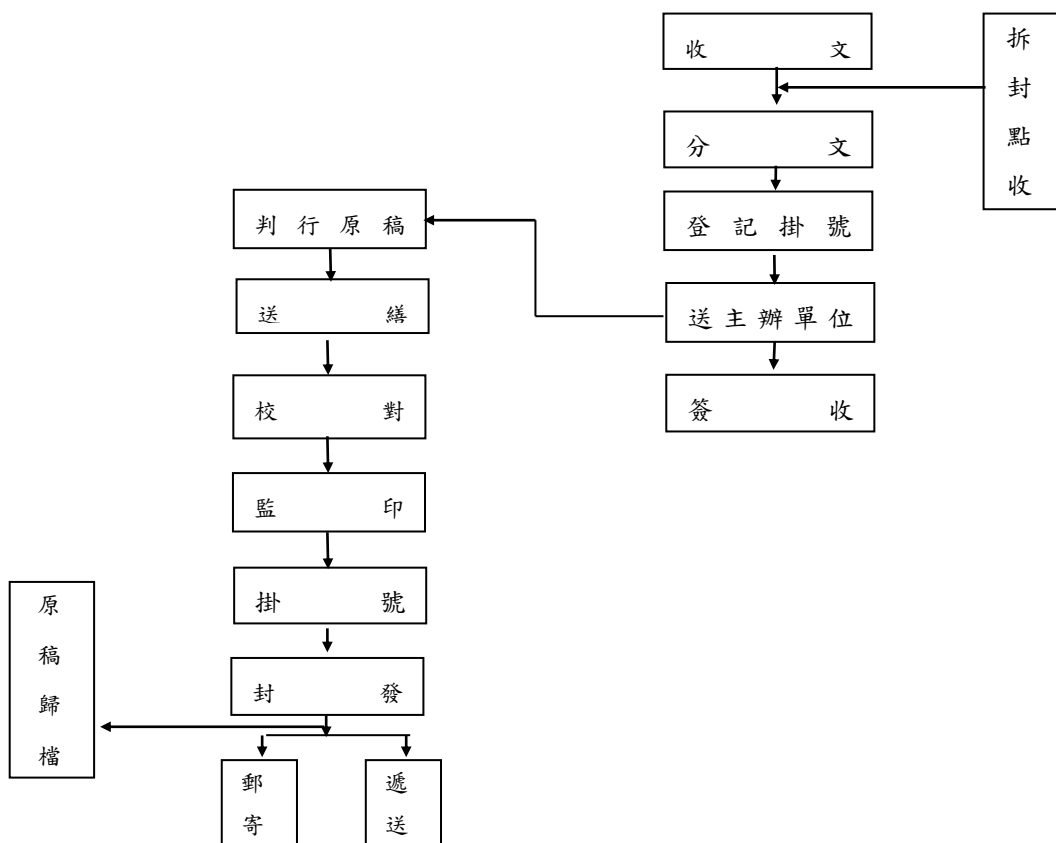 收文
拆封點收
分文
登記掛號
送主辦單位
簽收
判行原稿
送繕
校對
監印
掛號
封發
原稿歸檔
郵寄
遞送